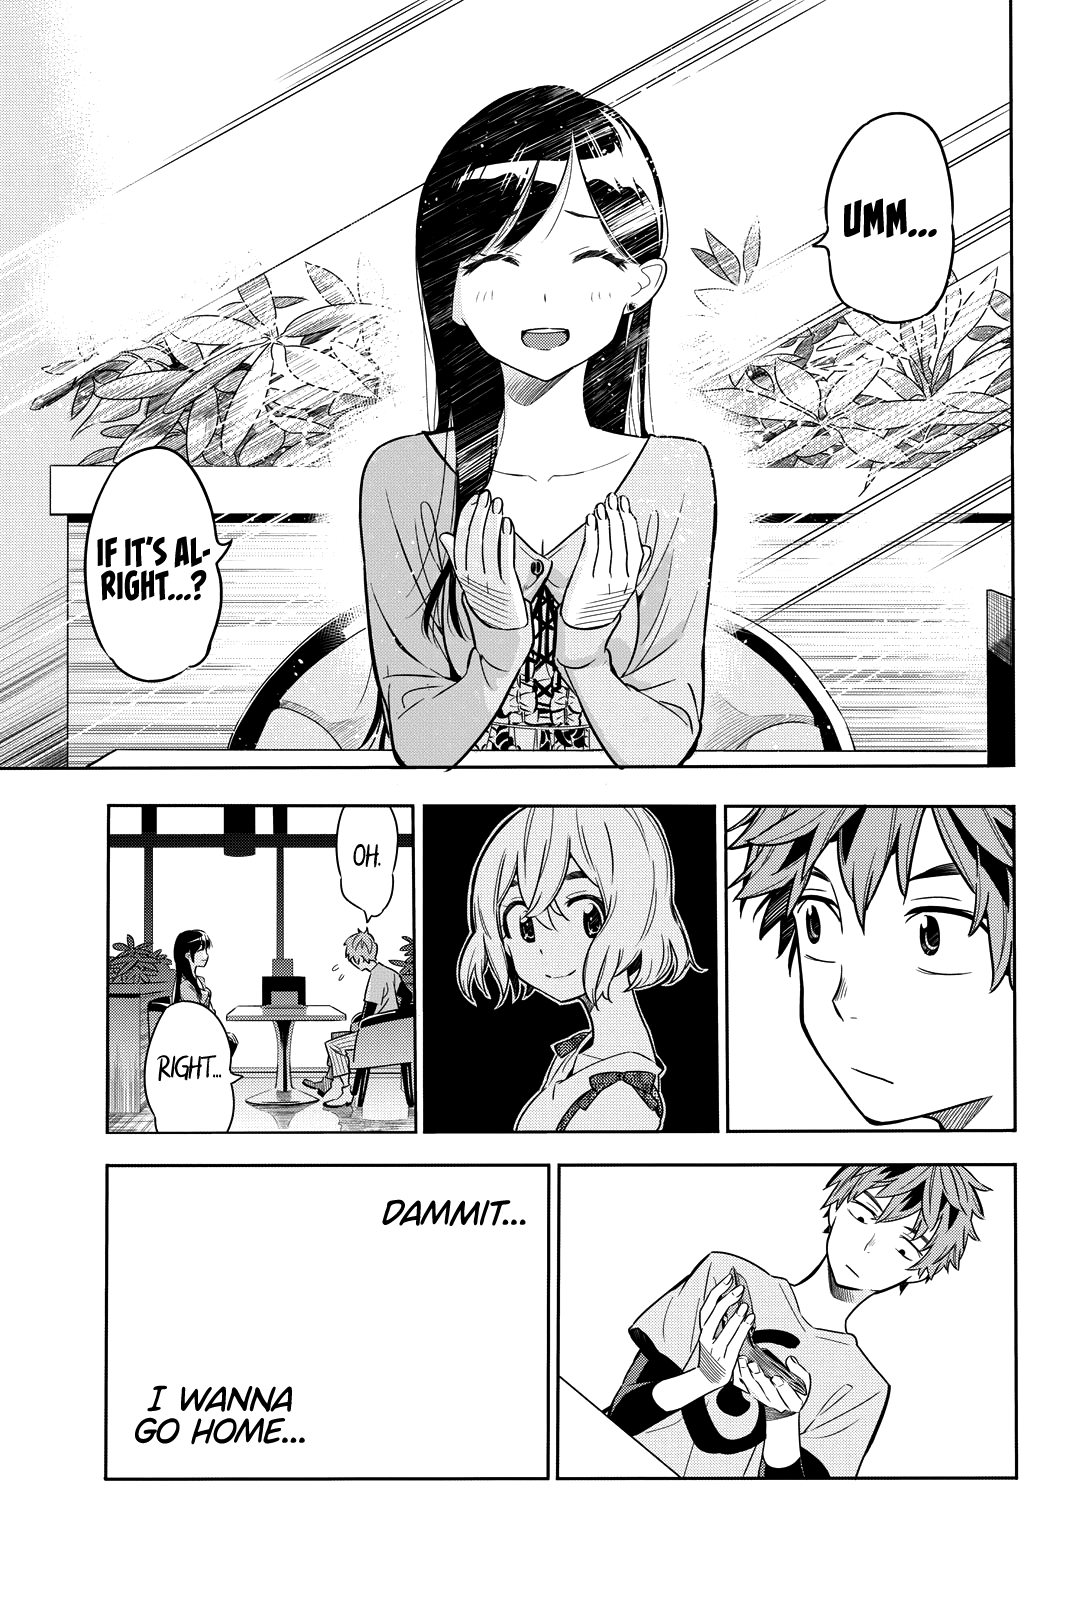 UMM...
IF IT'S AL-
RIGHT...?
OH.
RIGHT...
DAMMIT...
I WANNA
GO HOME...